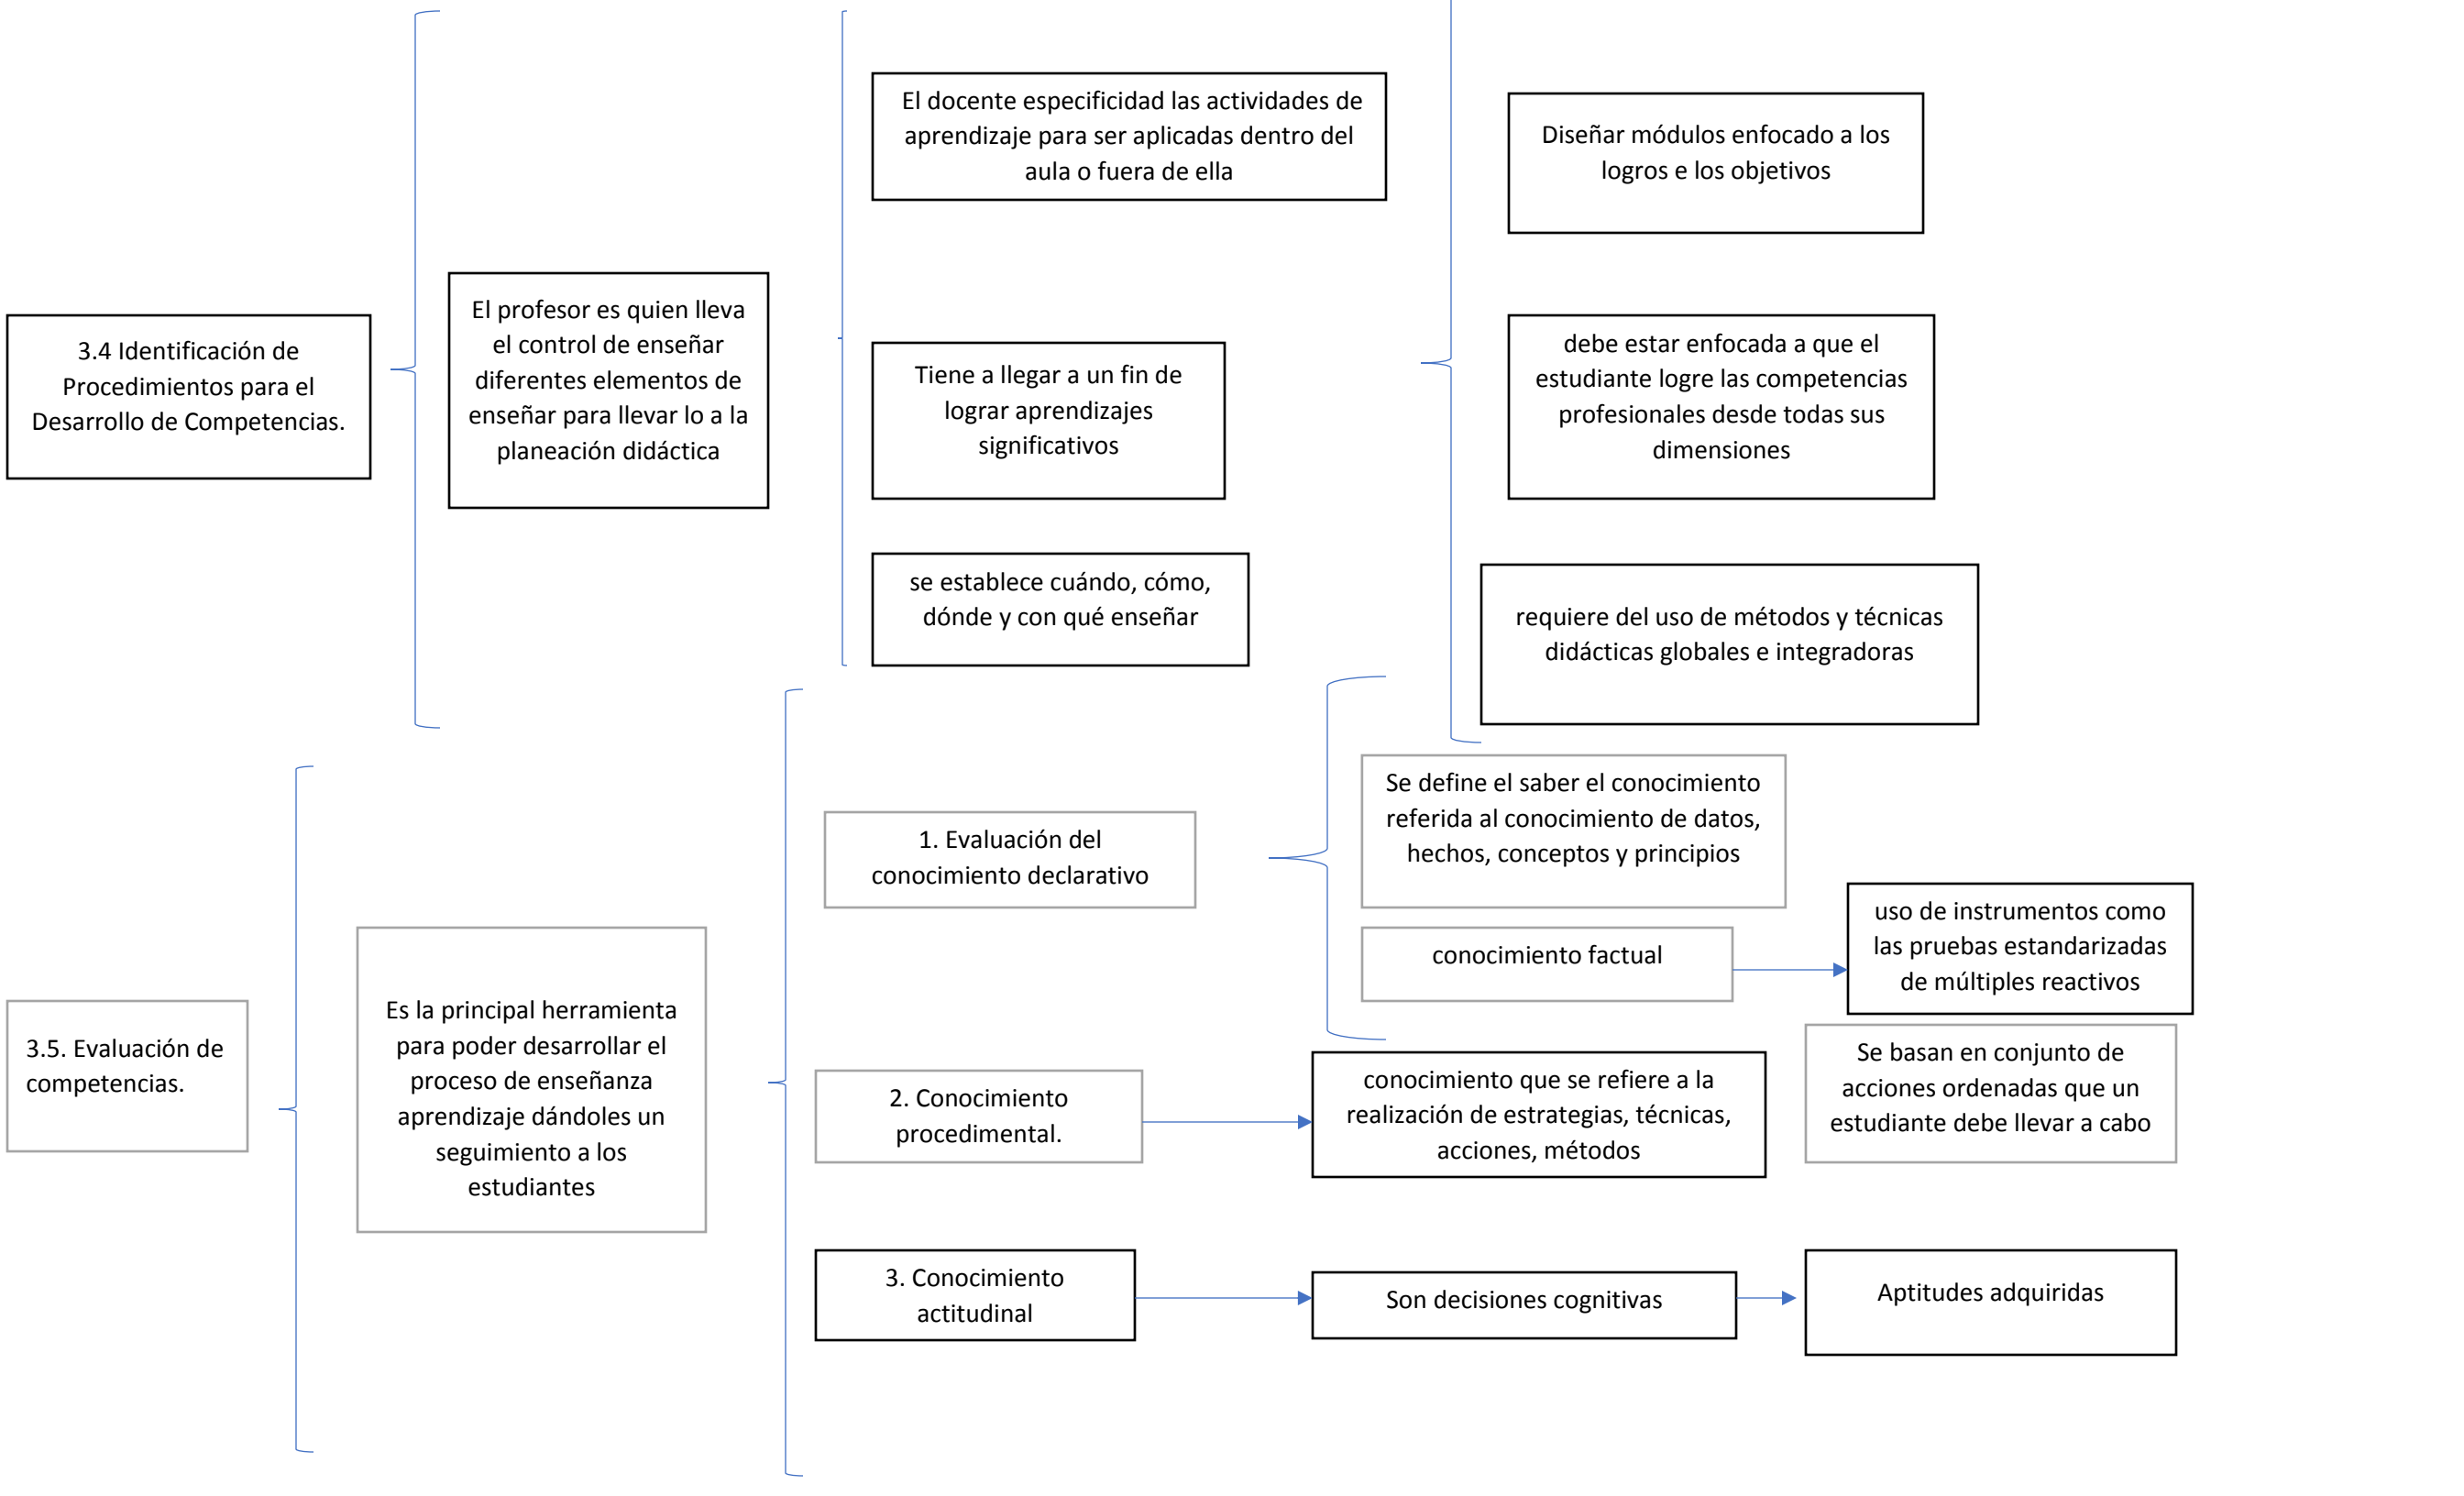 3.4 Identificación de
Procedimientos para el
Desarrollo de Competencias.
El profesor es quien lleva
el control de enseñar
diferentes elementos de
enseñar para llevar lo a la
planeación didáctica
El docente especificidad las actividades de
aprendizaje para ser aplicadas dentro del
aula o fuera de ella
Tiene a llegar a un fin de
lograr aprendizajes
significativos
se establece cuándo, cómo,
dónde y con qué enseñar
Diseñar módulos enfocado a los
logros e los objetivos
debe estar enfocada a que el
estudiante logre las competencias
profesionales desde todas sus
dimensiones
requiere del uso de métodos y técnicas
didácticas globales e integradoras
3.5. Evaluación de
competencias.
Es la principal herramienta
para poder desarrollar el
proceso de enseñanza
aprendizaje dándoles un
seguimiento a los
estudiantes
1. Evaluación del
conocimiento declarativo
Se define el saber el conocimiento
referida al conocimiento de datos,
hechos, conceptos y principios
conocimiento factual
uso de instrumentos como
las pruebas estandarizadas
de múltiples reactivos
2. Conocimiento
procedimental.
conocimiento que se refiere a la
realización de estrategias, técnicas,
acciones, métodos
Se basan en conjunto de
acciones ordenadas que un
estudiante debe llevar a cabo
3. Conocimiento
actitudinal
Son decisiones cognitivas
Aptitudes adquiridas